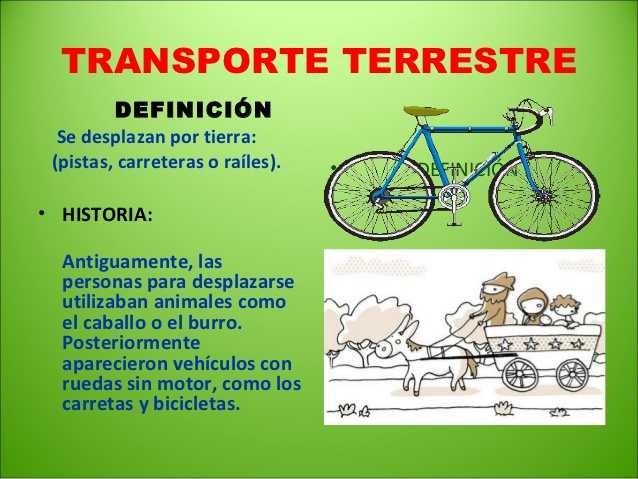 TRANSPORTE TERRESTRE
DEFINICIÓN
Se desplazan por tierra:
(pistas, carreteras o raíles).
• HISTORIA:
Antiguamente, las
personas para desplazarse
utilizaban animales como
el caballo o el burro.
Posteriormente
aparecieron vehículos con
ruedas sin motor, como los
carretas y bicicletas.
• DEFINICIÓN